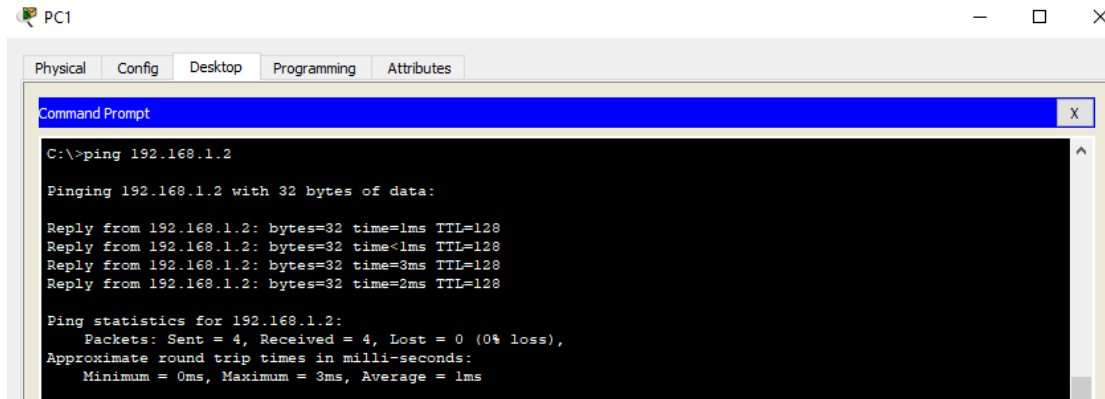 PC1
Physical Config Desktop Programming Attributes
Command Prompt
X
C:\>ping 192.168.1.2
Pinging 192.168.1.2 with 32 bytes of data:
Reply from 192.168.1.2: bytes=32 time=1ms TTL=128
Reply from 192.168.1.2: bytes=32 time<1ms TTL=128
Reply from 192.168.1.2: bytes=32 time=3ms TTL=128
Reply from 192.168.1.2: bytes=32 time=2ms TTL=128
Ping statistics for 192.168.1.2:
Packets: Sent = 4, Received = 4, Lost = 0 (0% loss),
Approximate round trip times in milli-seconds:
Minimum = 0ms, Maximum = 3ms, Average = 1ms